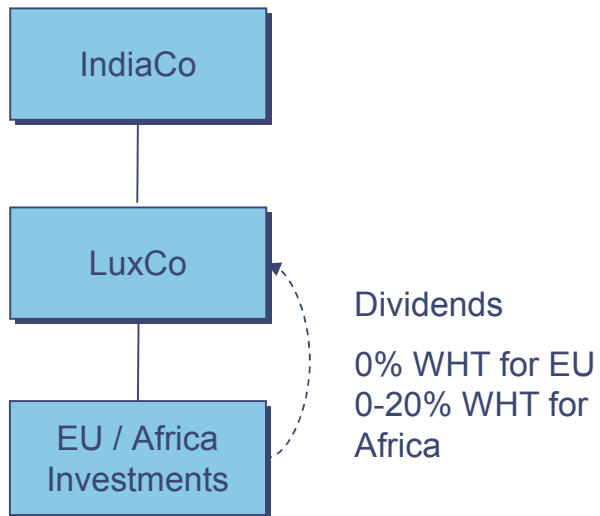 IndiaCo
LuxCo
Dividends
0% WHT for EU
0-20% WHT for
Africa
EU / Africa
Investments